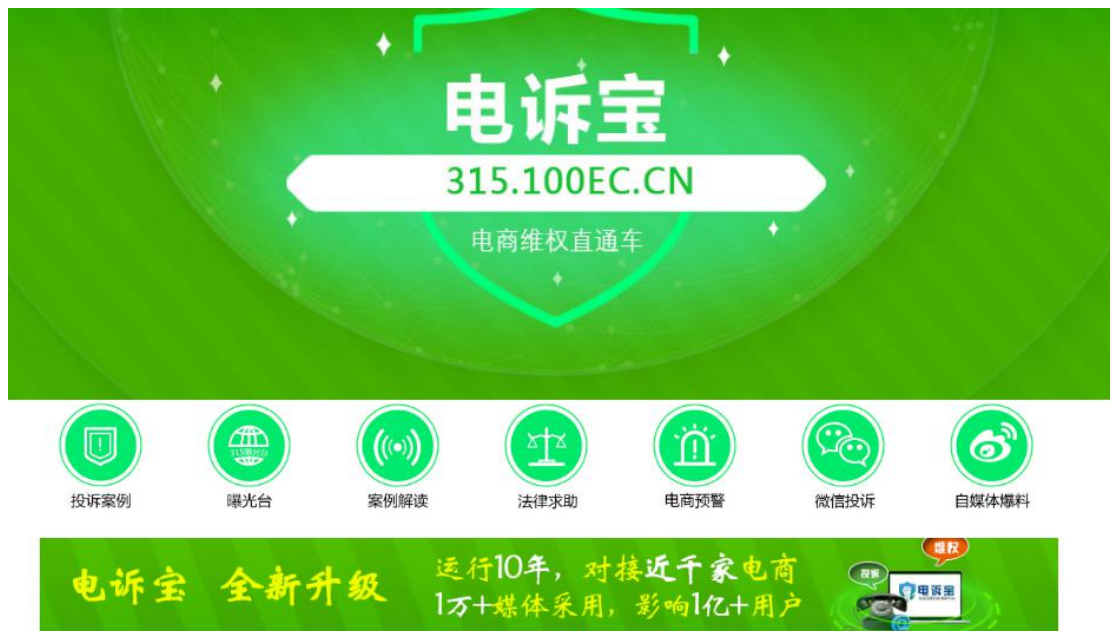 电诉宝
315.100EC.CN
电商维权直通车
投诉案例
曝光台
案例解读
法律求助
电商预警
微信投诉
自媒体爆料
电诉宝 全新升级
运行10年，对接近千家电商
1万+媒体采用，影响1亿+用户
维权
电诉宝